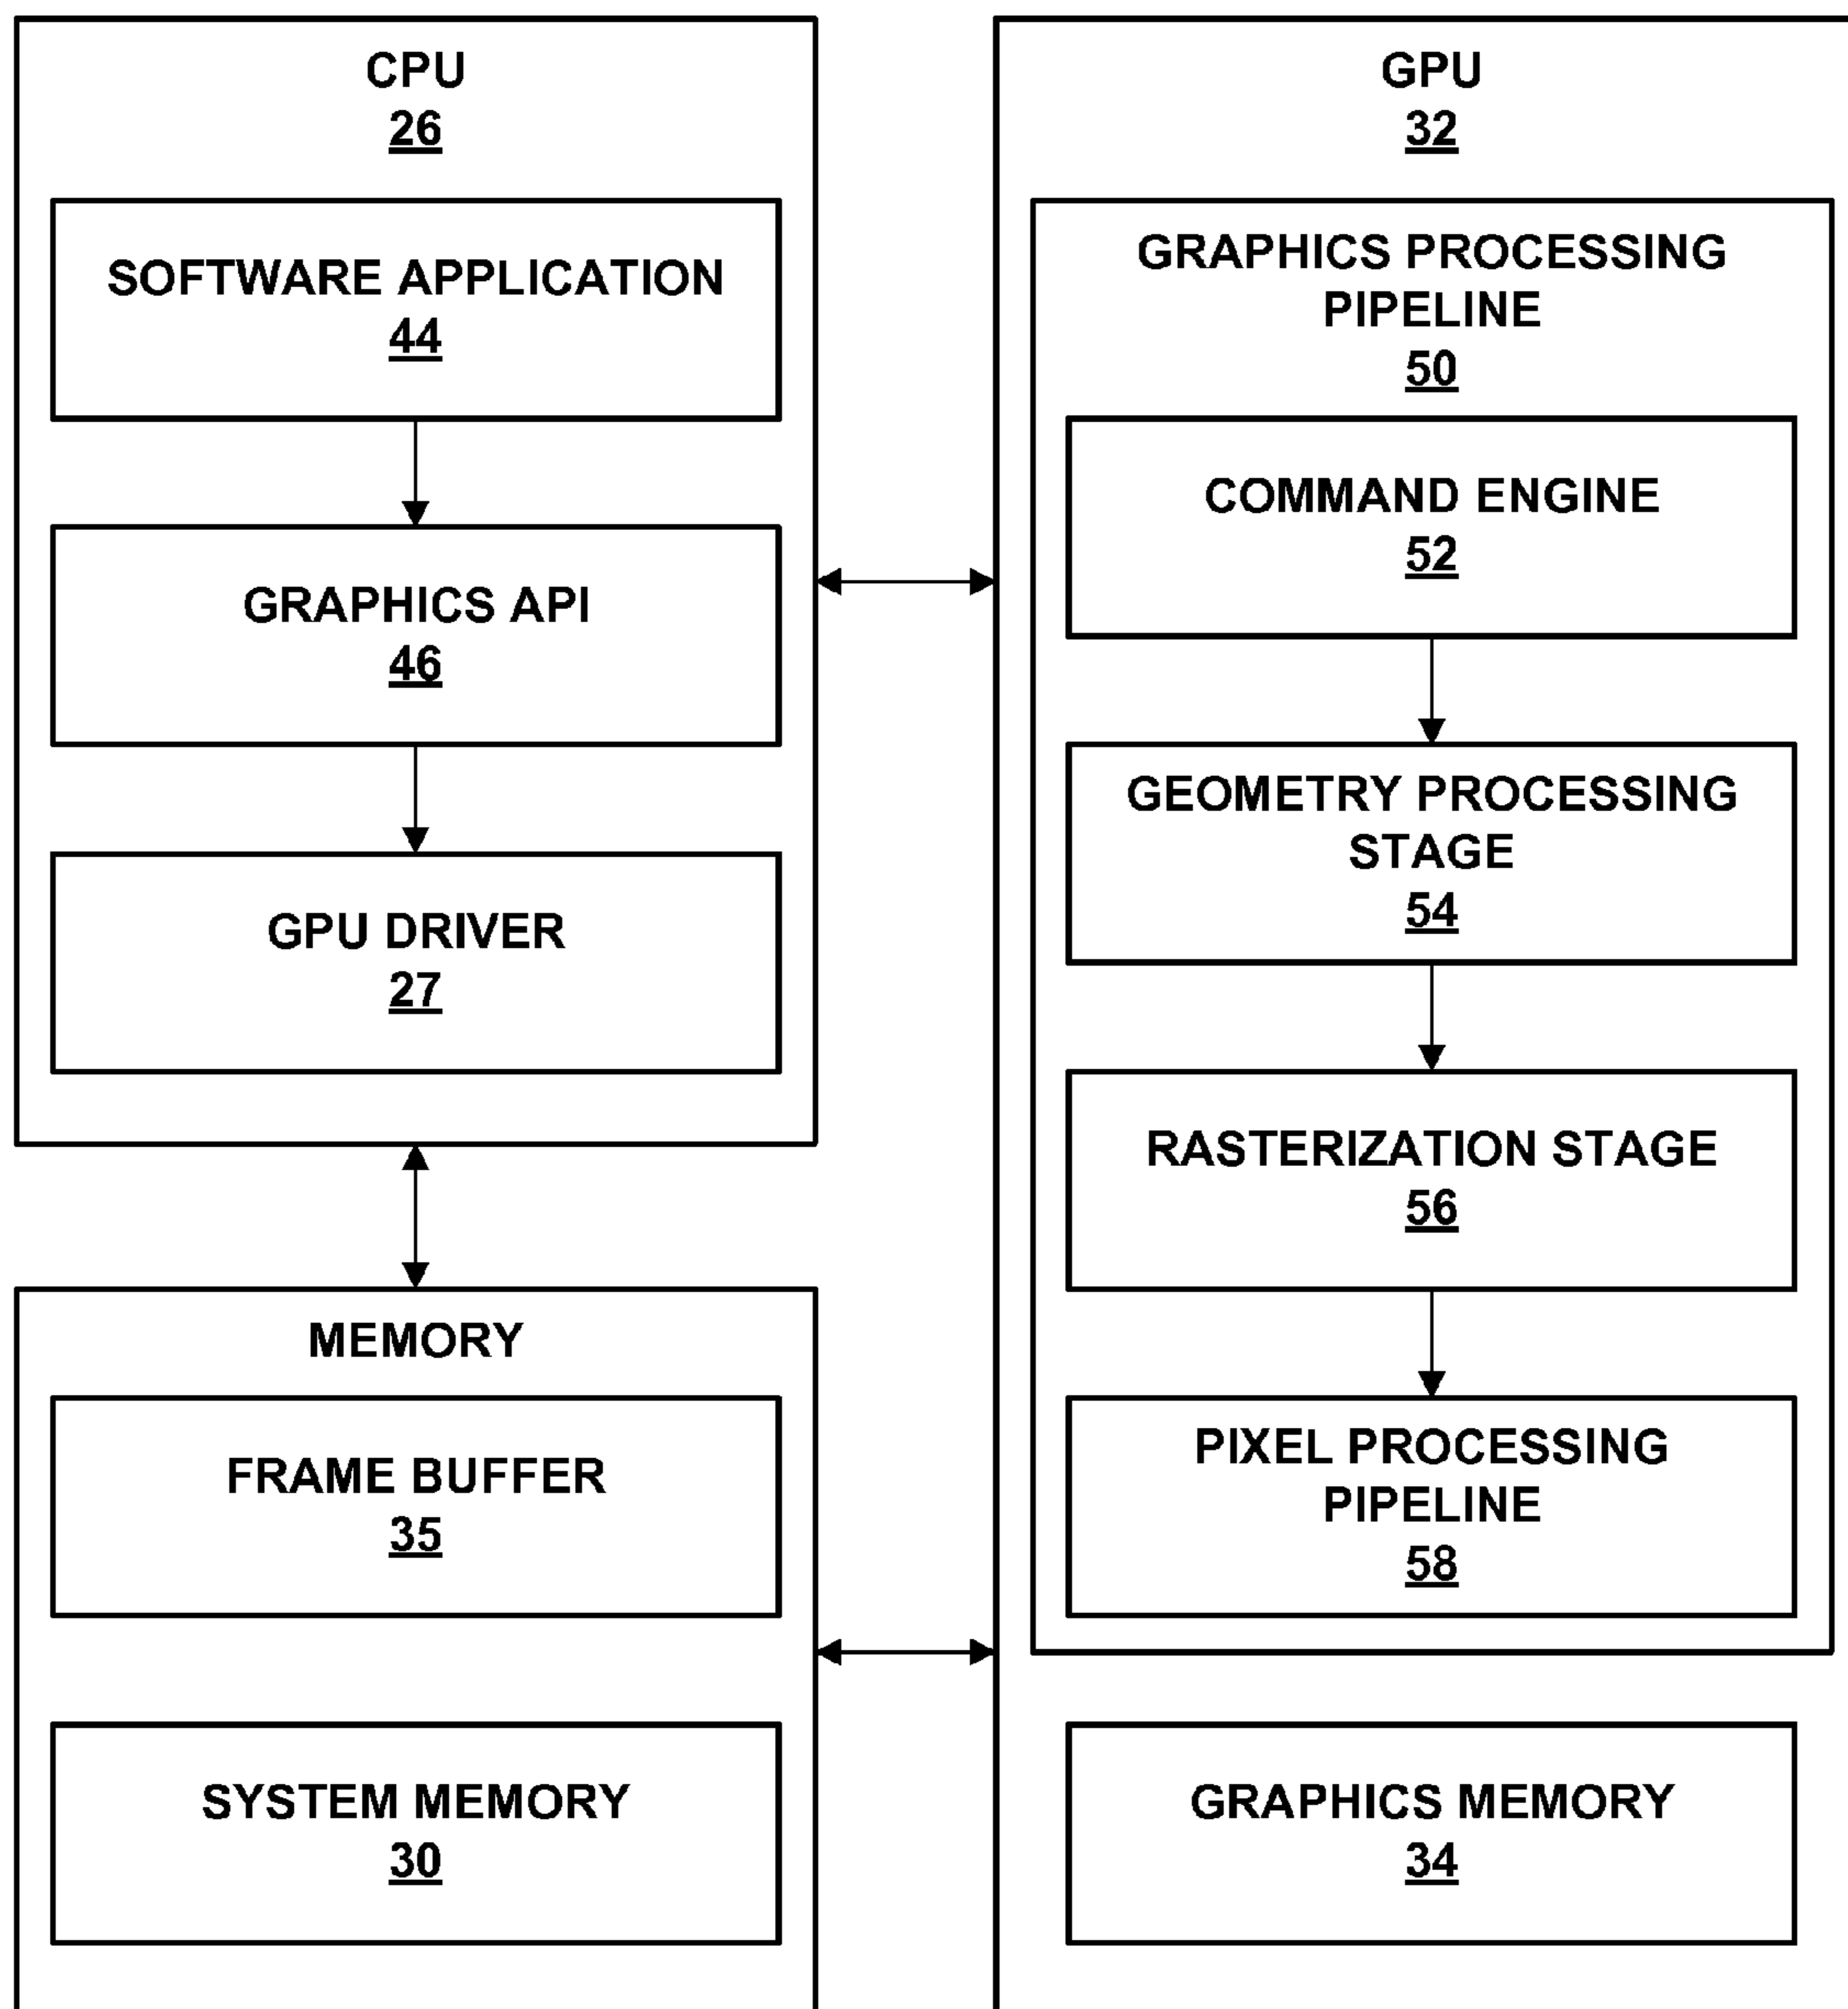 CPU
26
SOFTWARE APPLICATION
44
GRAPHICS API
46
GPU DRIVER
27
MEMORY
FRAME BUFFER
35
SYSTEM MEMORY
30
GPU
32
GRAPHICS PROCESSING
PIPELINE
50
COMMAND ENGINE
52
GEOMETRY PROCESSING
STAGE
54
RASTERIZATION STAGE
56
PIXEL PROCESSING
PIPELINE
58
GRAPHICS MEMORY
34